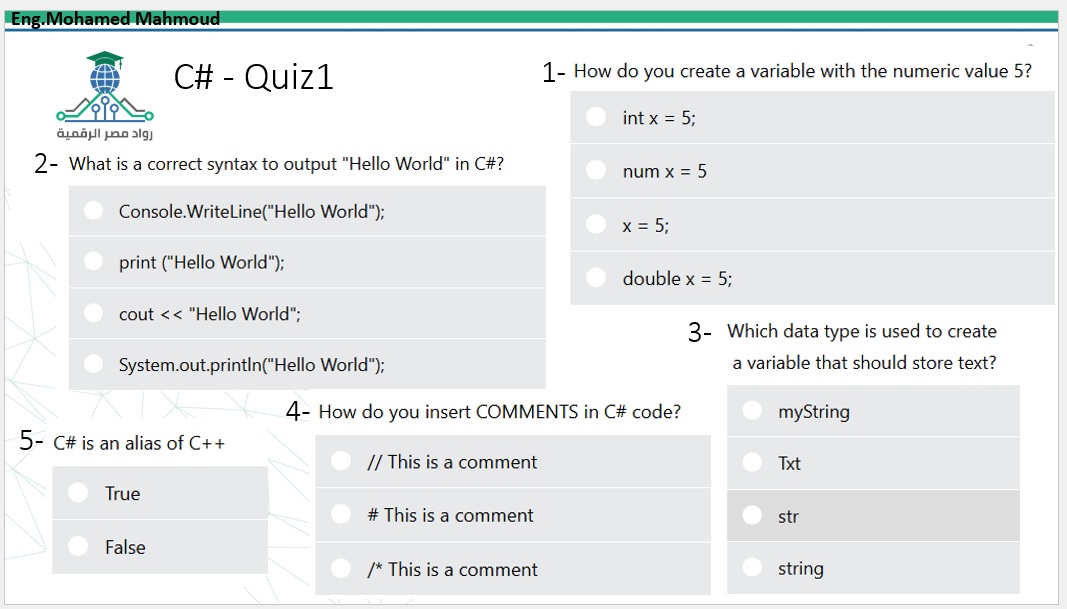 Eng.Mohamed Mahmoud
رواد مصر الرقمية
C# - Quiz1
1- How do you create a variable with the numeric value 5?
int x = 5;
num x = 5
x = 5;
double x = 5;
2- What is a correct syntax to output "Hello World" in C#?
Console.WriteLine("Hello World");
print ("Hello World");
cout << "Hello World";
System.out.println("Hello World");
3- Which data type is used to create
a variable that should store text?
myString
Txt
str
string
4- How do you insert COMMENTS in C# code?
// This is a comment
# This is a comment
/* This is a comment
5- C# is an alias of C++
True
False